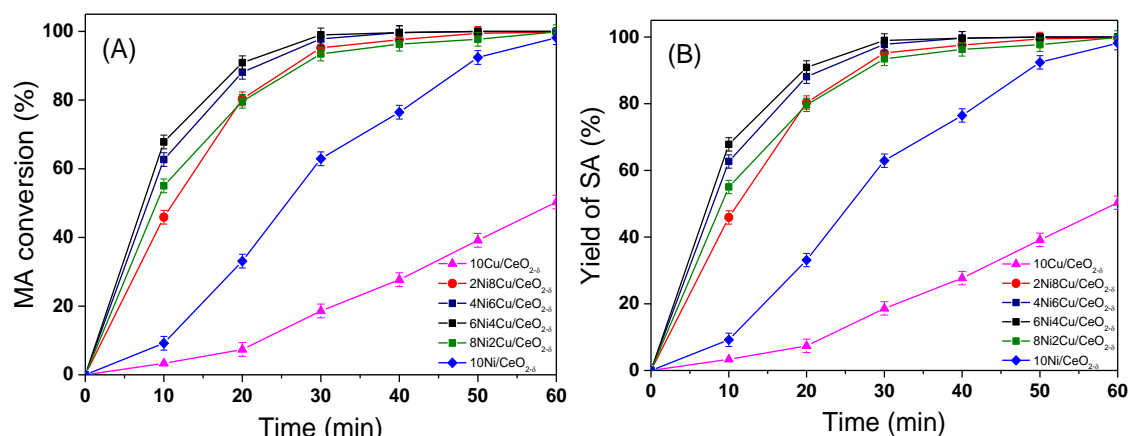 (A)
MA conversion (%)
100
80
60
40
20
0
10Cu/CeO2-δ
2Ni8Cu/CeO2-δ
4Ni6Cu/CeO2-δ
6Ni4Cu/CeO2-δ
8Ni2Cu/CeO2-δ
10Ni/CeO2-δ
0 10 20 30 40 50 60
Time (min)
(B)
Yield of SA (%)
100
80
60
40
20
0
10Cu/CeO2-δ
2Ni8Cu/CeO2-δ
4Ni6Cu/CeO2-δ
6Ni4Cu/CeO2-δ
8Ni2Cu/CeO2-δ
10Ni/CeO2-δ
0 10 20 30 40 50 60
Time (min)